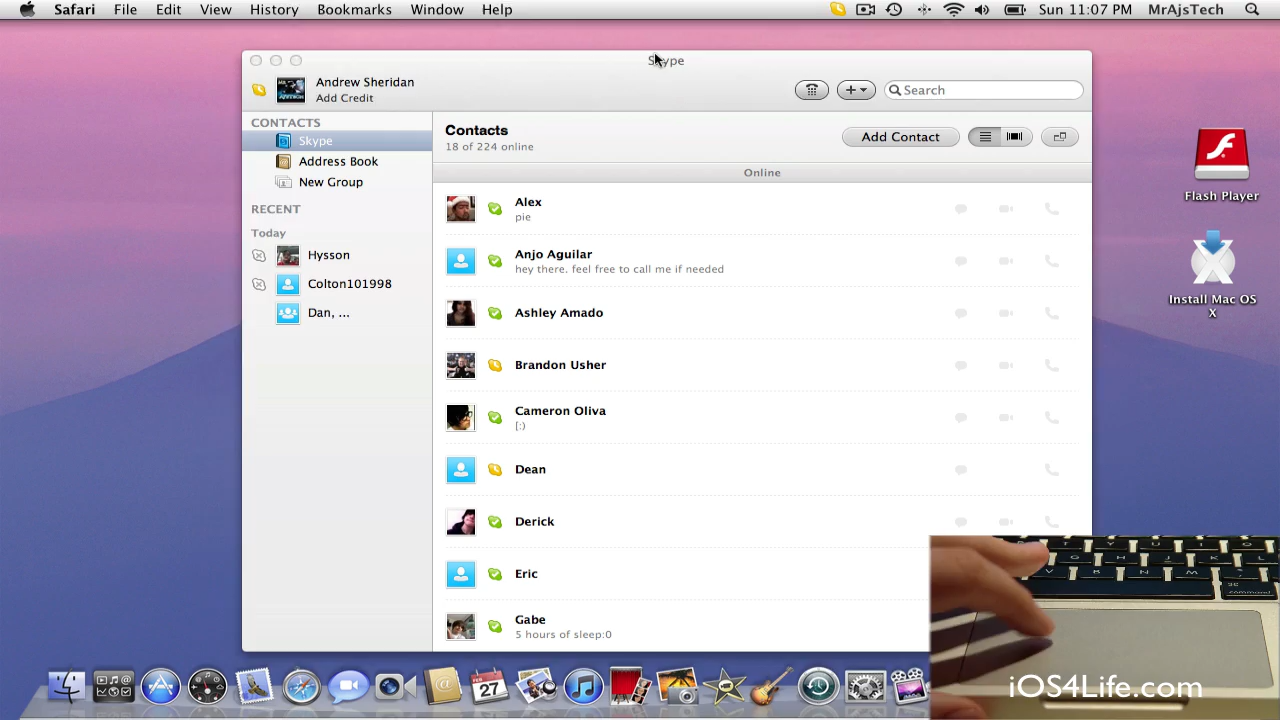 Safari File Edit View History Bookmarks Window Help Sun 11:07 PM MrAjsTech
Skype
Andrew Sheridan
Add Credit
Search
CONTACTS
Skype
Address Book
New Group
RECENT
Today
Hysson
Colton101998
Dan, ...
Contacts
18 of 224 online
Add Contact
Online
Alex
pie
Anjo Aguilar
hey there. feel free to call me if needed
Ashley Amado
Brandon Usher
Cameron Oliva
[:)
Dean
Derick
Eric
Gabe
5 hours of sleep:0
Flash Player
Install Mac OS
X
27
iOS4Life.com